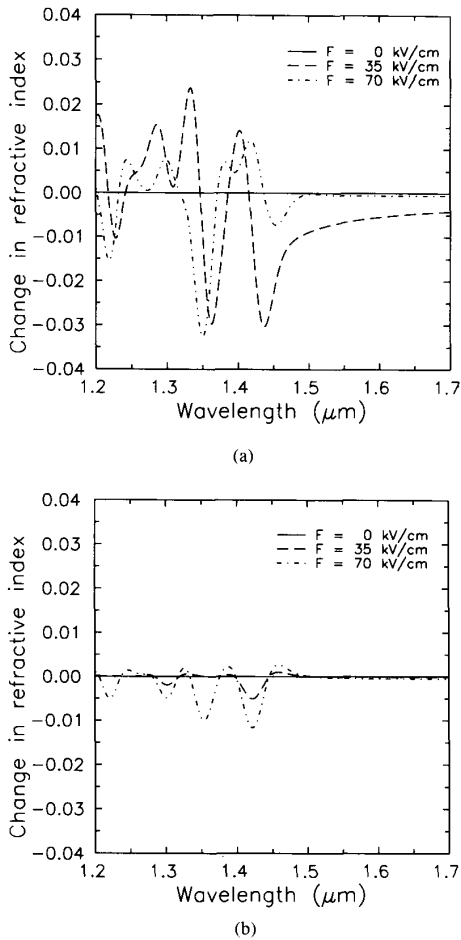 (a)
Change in refractive index
0.04
0.03
0.02
0.01
0.00
-0.01
-0.02
-0.03
-0.04
F = 0 kV/cm
F = 35 kV/cm
F = 70 kV/cm
1.2 1.3 1.4 1.5 1.6 1.7
Wavelength (μm)
(a)
Change in refractive index
0.04
0.03
0.02
0.01
0.00
-0.01
-0.02
-0.03
-0.04
F = 0 kV/cm
F = 35 kV/cm
F = 70 kV/cm
1.2 1.3 1.4 1.5 1.6 1.7
Wavelength (μm)
(b)